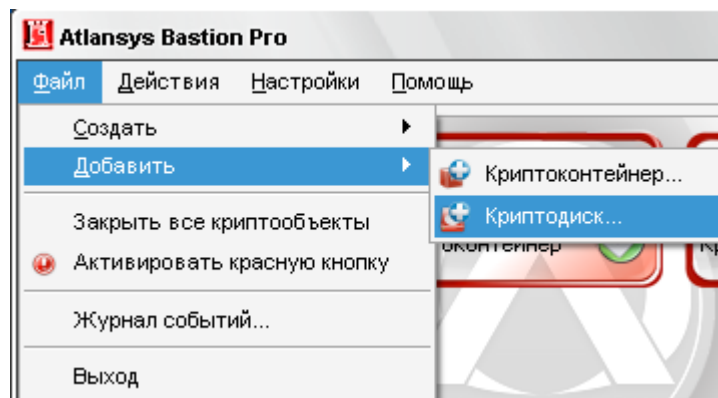 Atlansys Bastion Pro
Файл Действия Настройки Помощь
Создать
Добавить
Криптоконтейнер...
Криптодиск...
Закрыть все криптообъекты
Активировать красную кнопку
Журнал событий...
Выход